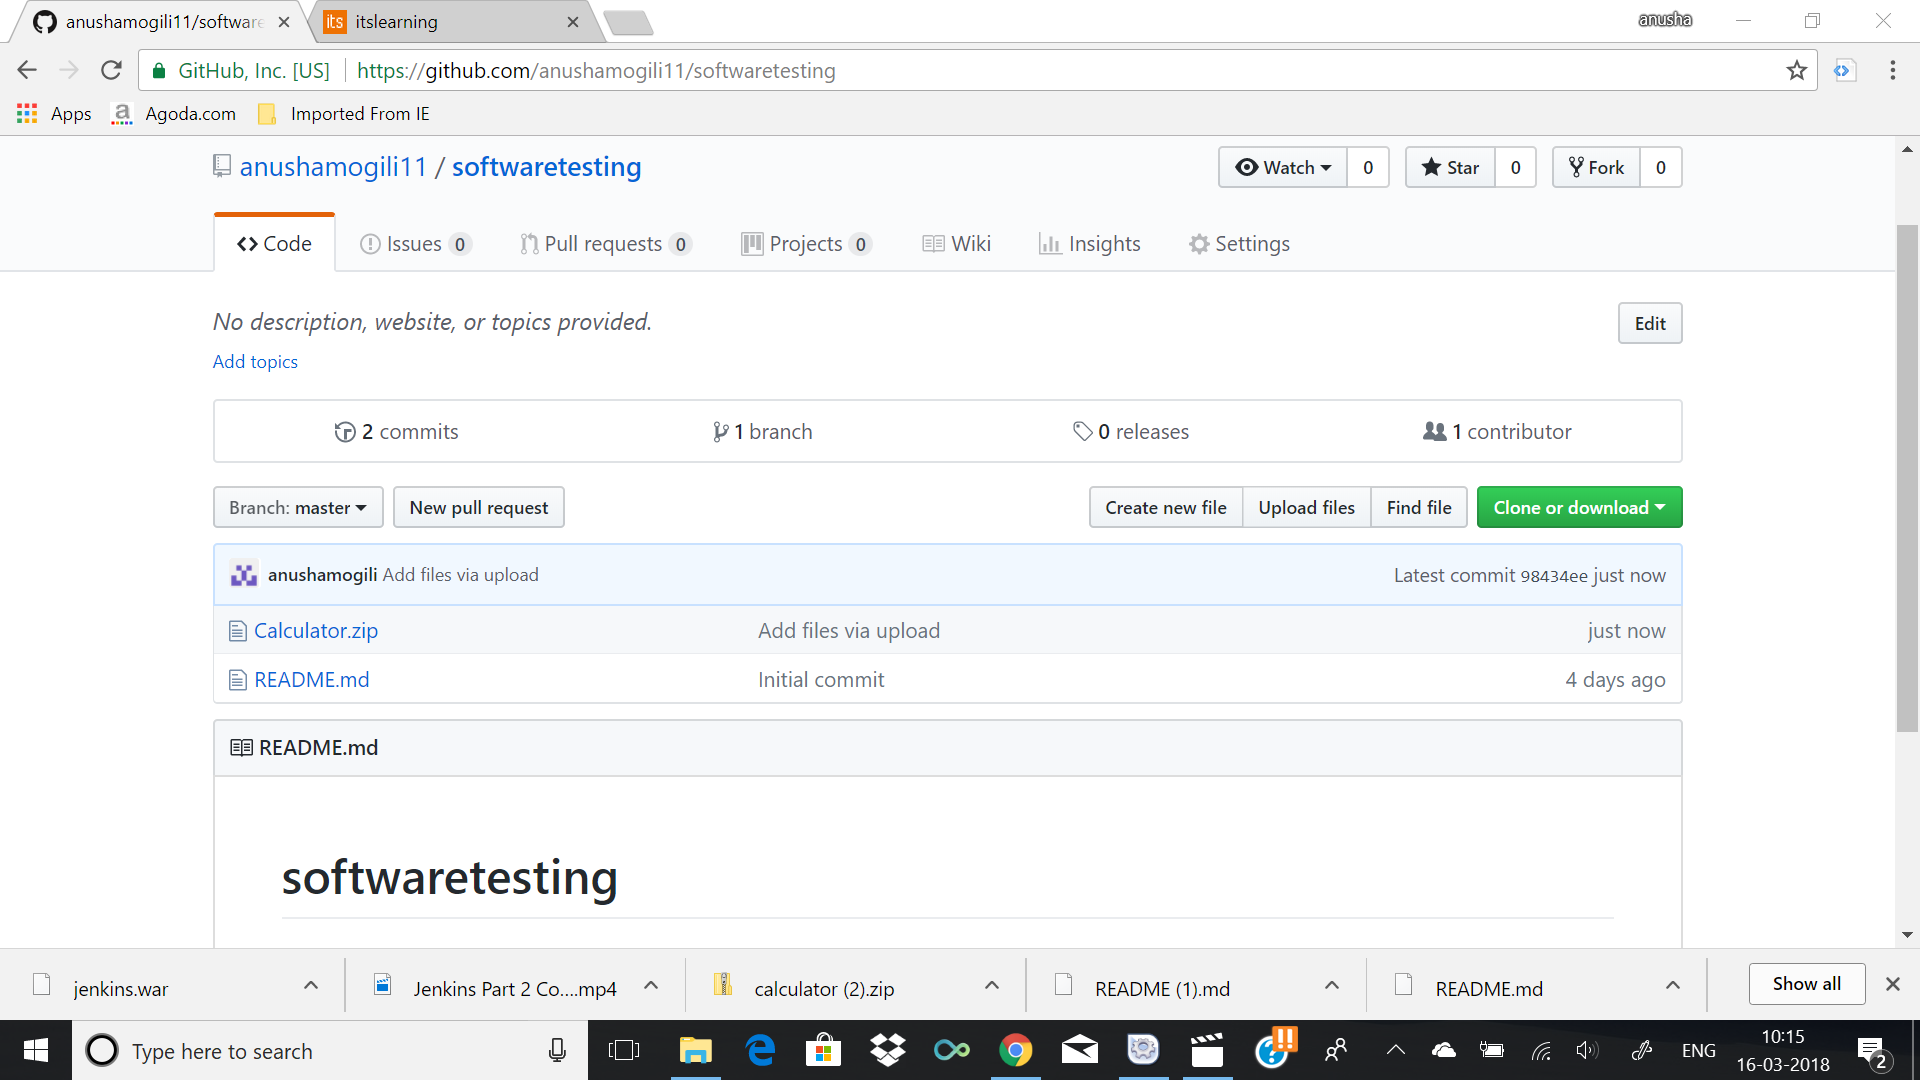 anushamogili11/software
its itslearning
anusha
GitHub, Inc. [US] https://github.com/anushamogili11/softwaretesting
Apps a Agoda.com Imported From IE
anushamogili11 / softwaretesting
Watch 0 Star 0 Fork 0
Code Issues 0 Pull requests 0 Projects 0 Wiki Insights Settings
No description, website, or topics provided.
Edit
Add topics
2 commits 1 branch 0 releases 1 contributor
Branch: master New pull request Create new file Upload files Find file Clone or download
anushamogili Add files via upload Latest commit 98434ee just now
Calculator.zip Add files via upload just now
README.md Initial commit 4 days ago
README.md
softwaretesting
jenkins.war Jenkins Part 2 Co....mp4 calculator (2).zip README (1).md README.md Show all
Type here to search
ENG
10:15
16-03-2018
2